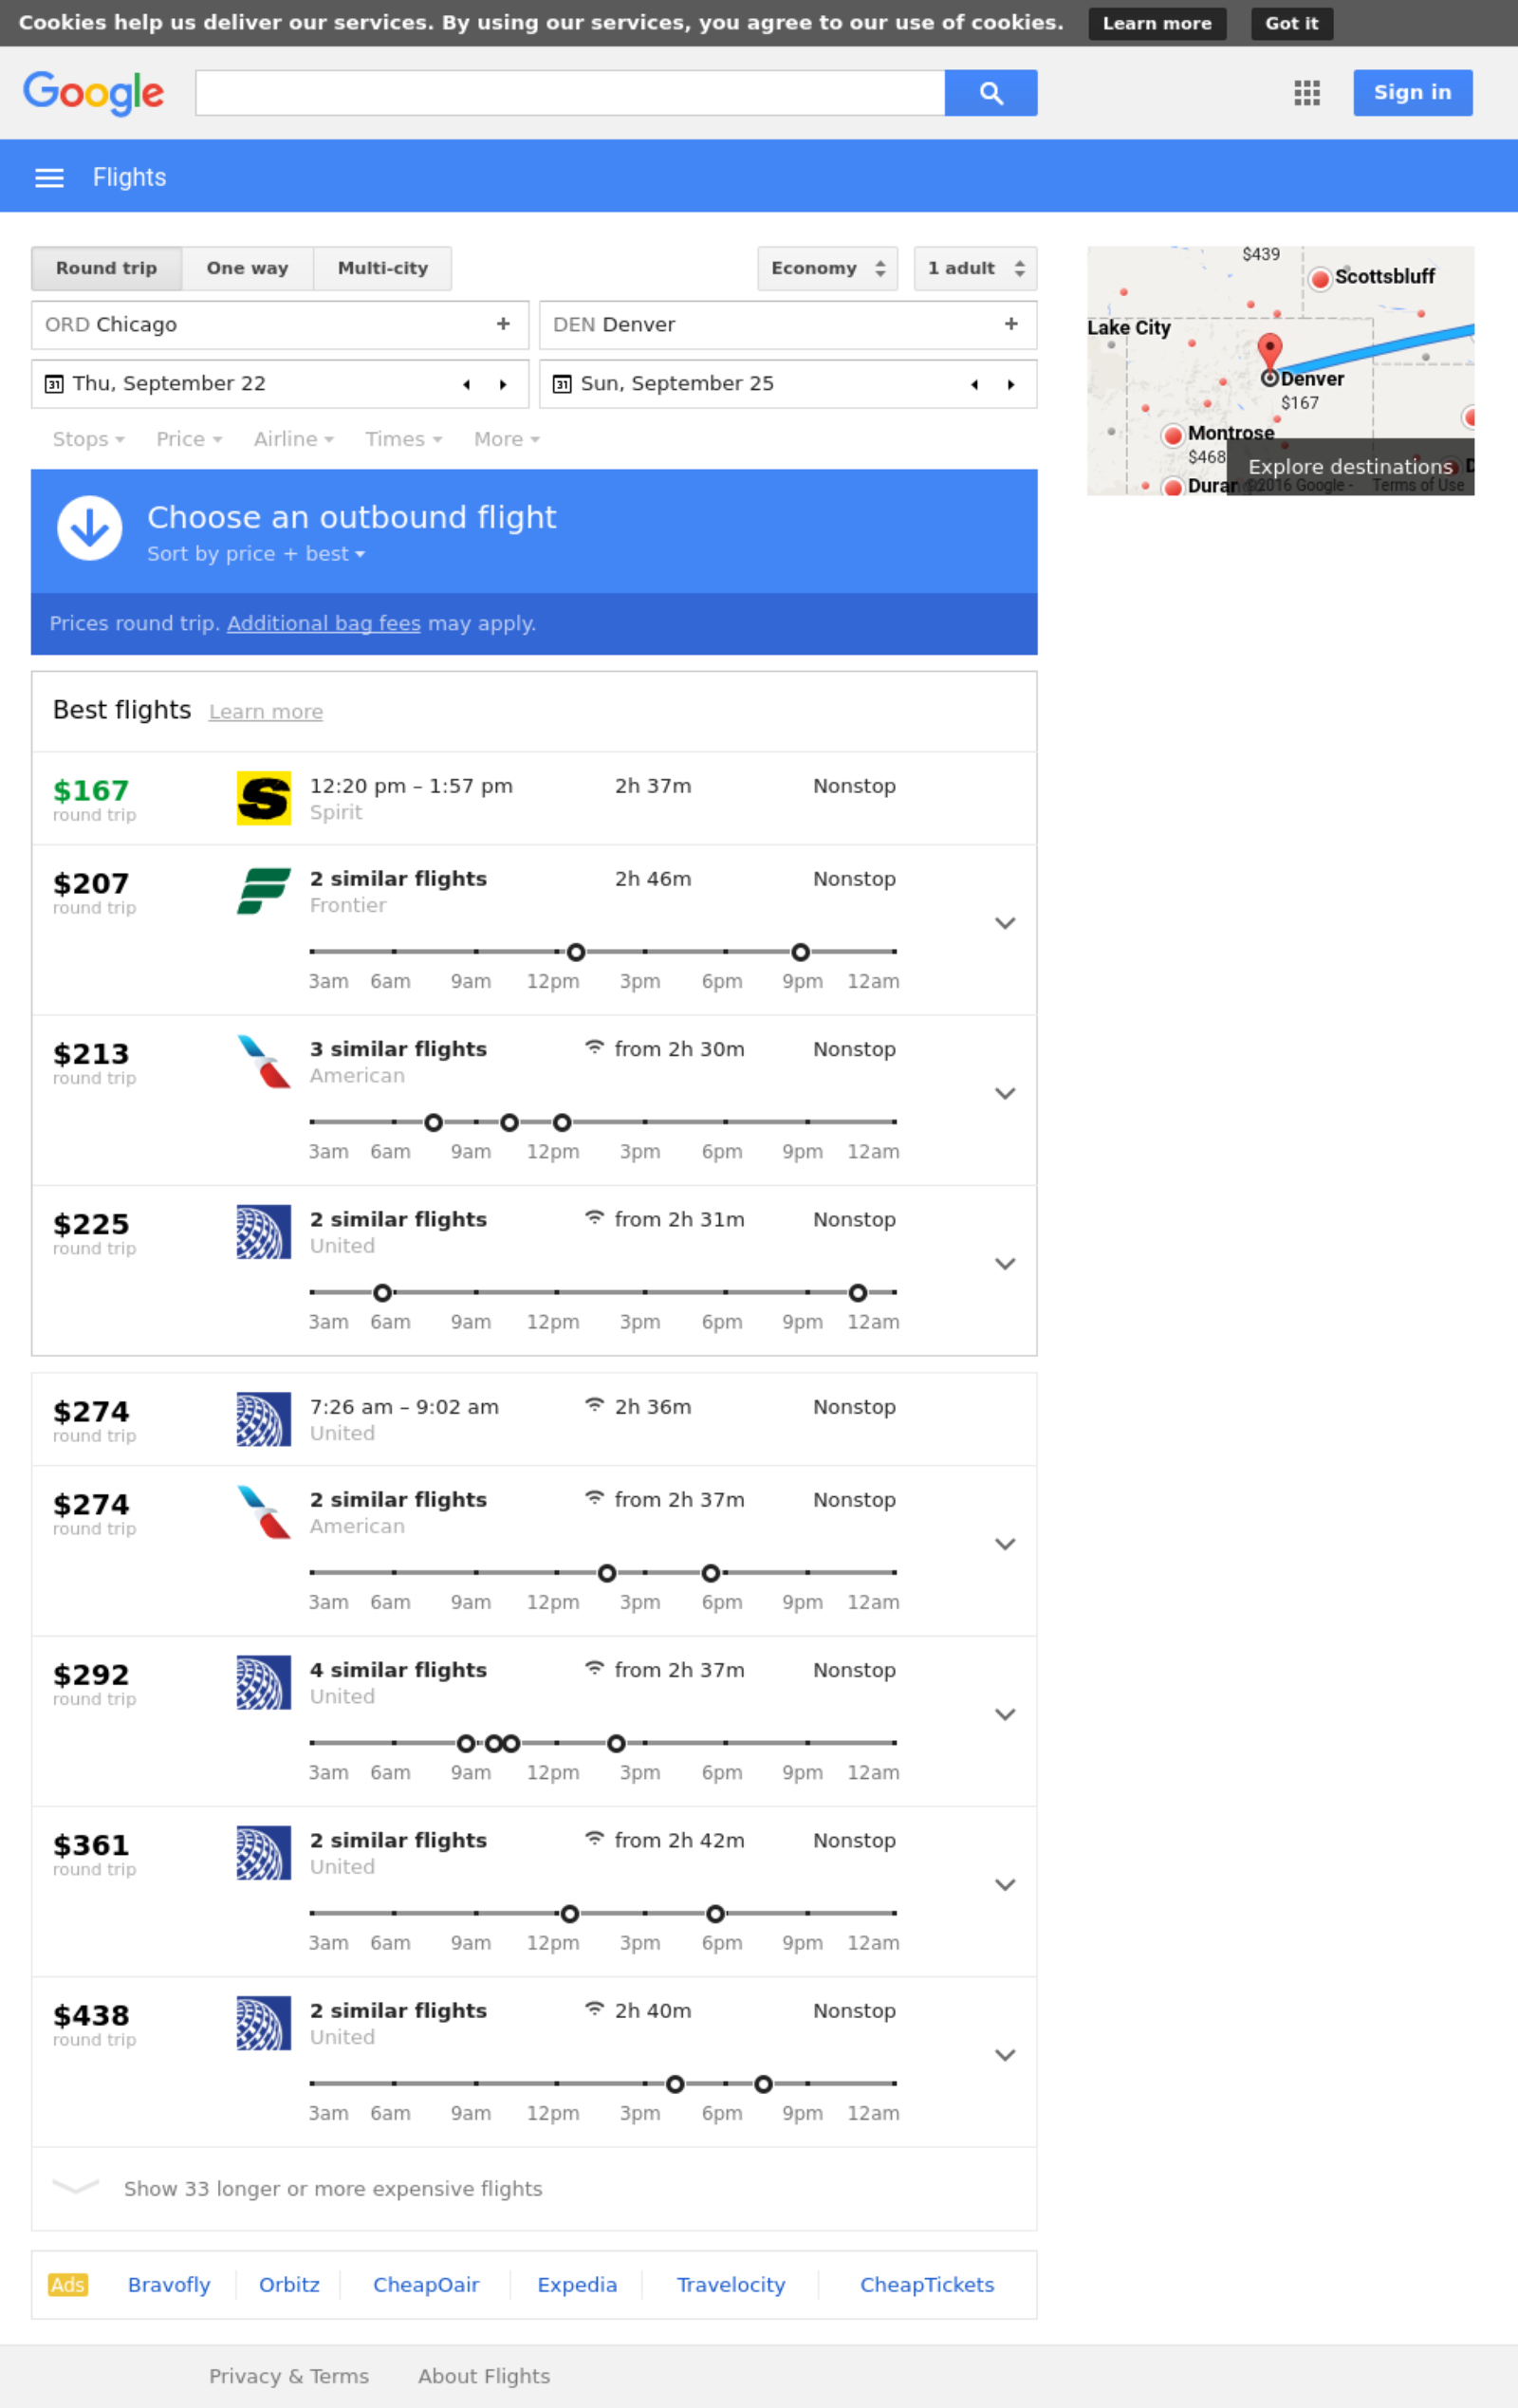 Cookies help us deliver our services. By using our services, you agree to our use of cookies. Learn more Got it
Google Sign in
Flights
Round trip One way Multi-city Economy 1 adult
ORD Chicago + DEN Denver +
31 Thu, September 22 31 Sun, September 25
Stops Price Airline Times More
$439
Scottsbluff
Lake City
Denver
$167
Montrose
$468
Explore destinations
©2016 Google - Terms of Use
Choose an outbound flight
Sort by price + best
Prices round trip. Additional bag fees may apply.
Best flights Learn more
$167 12:20 pm – 1:57 pm 2h 37m Nonstop
round trip Spirit
$207 2 similar flights 2h 46m Nonstop
round trip Frontier
3am 6am 9am 12pm 3pm 6pm 9pm 12am
$213 3 similar flights from 2h 30m Nonstop
round trip American
3am 6am 9am 12pm 3pm 6pm 9pm 12am
$225 2 similar flights from 2h 31m Nonstop
round trip United
3am 6am 9am 12pm 3pm 6pm 9pm 12am
$274 7:26 am – 9:02 am 2h 36m Nonstop
round trip United
$274 2 similar flights from 2h 37m Nonstop
round trip American
3am 6am 9am 12pm 3pm 6pm 9pm 12am
$292 4 similar flights from 2h 37m Nonstop
round trip United
3am 6am 9am 12pm 3pm 6pm 9pm 12am
$361 2 similar flights from 2h 42m Nonstop
round trip United
3am 6am 9am 12pm 3pm 6pm 9pm 12am
$438 2 similar flights 2h 40m Nonstop
round trip United
3am 6am 9am 12pm 3pm 6pm 9pm 12am
Show 33 longer or more expensive flights
Ads Bravofly Orbitz CheapOair Expedia Travelocity CheapTickets
Privacy & Terms About Flights